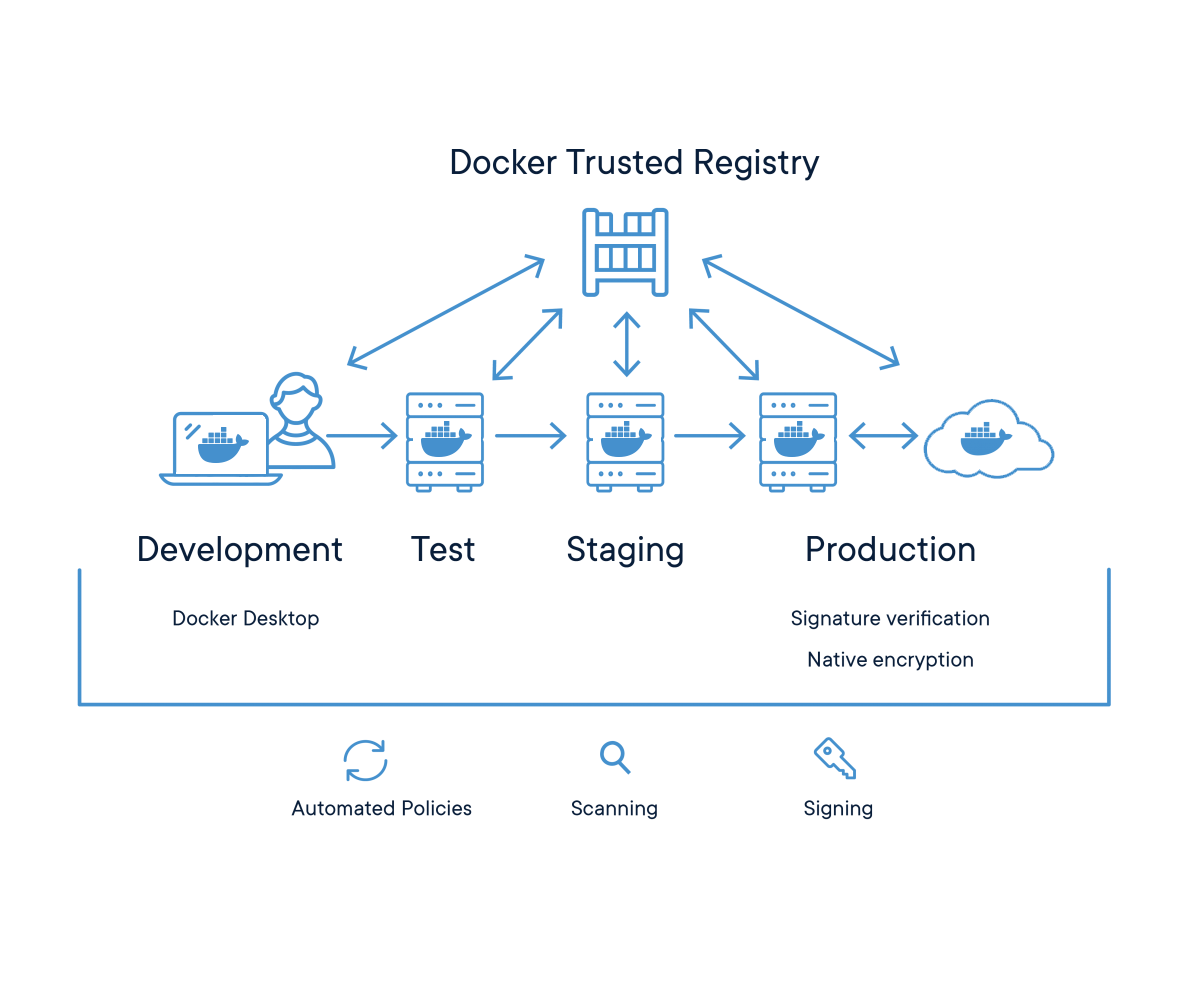 Docker Trusted Registry
Development
Test
Staging
Production
Docker Desktop
Signature verification
Native encryption
Automated Policies
Scanning
Signing